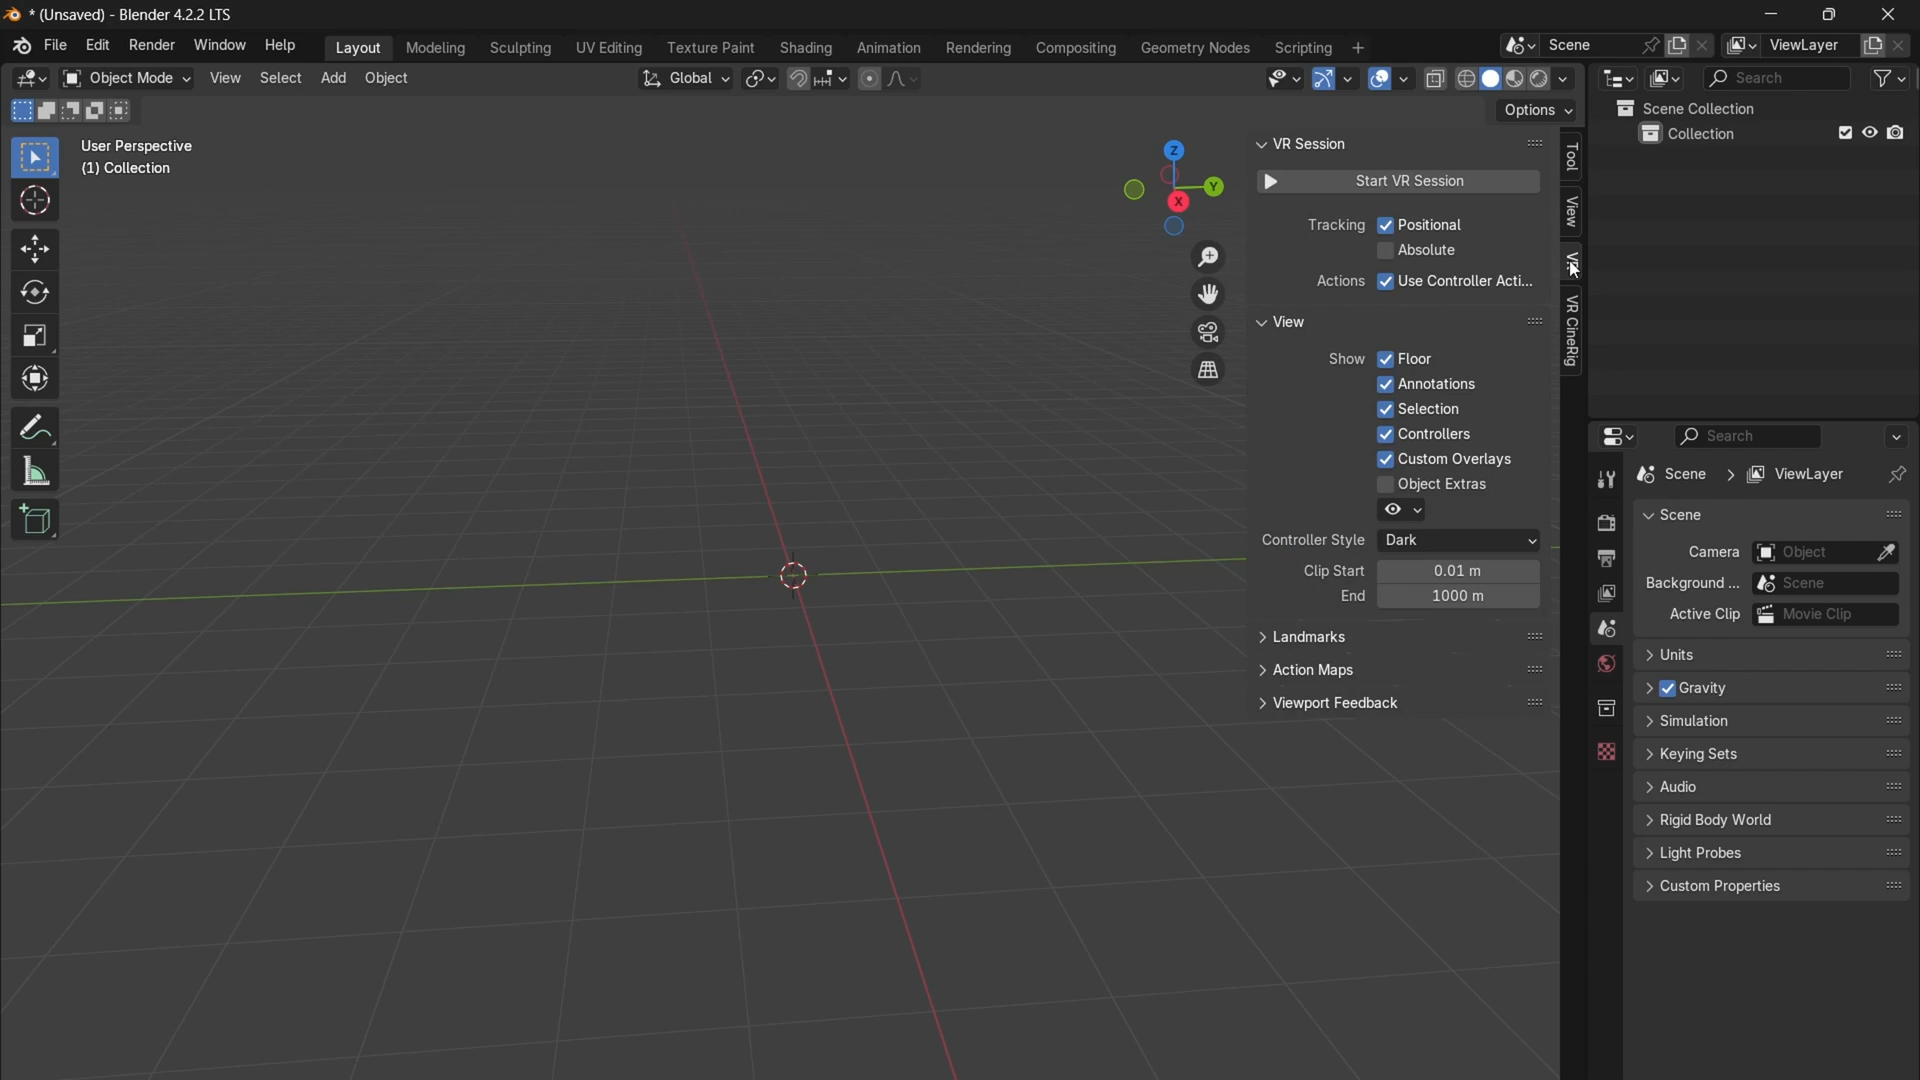 * (Unsaved) - Blender 4.2.2 LTS
File Edit Render Window Help Layout Modeling Sculpting UV Editing Texture Paint Shading Animation Rendering Compositing Geometry Nodes Scripting + Scene ViewLayer
Object Mode View Select Add Object Global Search
Options
Scene Collection
Collection
User Perspective
(1) Collection
Z
Y
X
VR Session
Start VR Session
Tracking Positional
Absolute
Actions Use Controller Acti...
View
Show Floor
Annotations
Selection
Controllers
Custom Overlays
Object Extras
Controller Style Dark
Clip Start 0.01 m
End 1000 m
Landmarks
Action Maps
Viewport Feedback
Tool
View
VR CineRig
Search
Scene > ViewLayer
Scene
Camera Object
Background ... Scene
Active Clip Movie Clip
Units
Gravity
Simulation
Keying Sets
Audio
Rigid Body World
Light Probes
Custom Properties